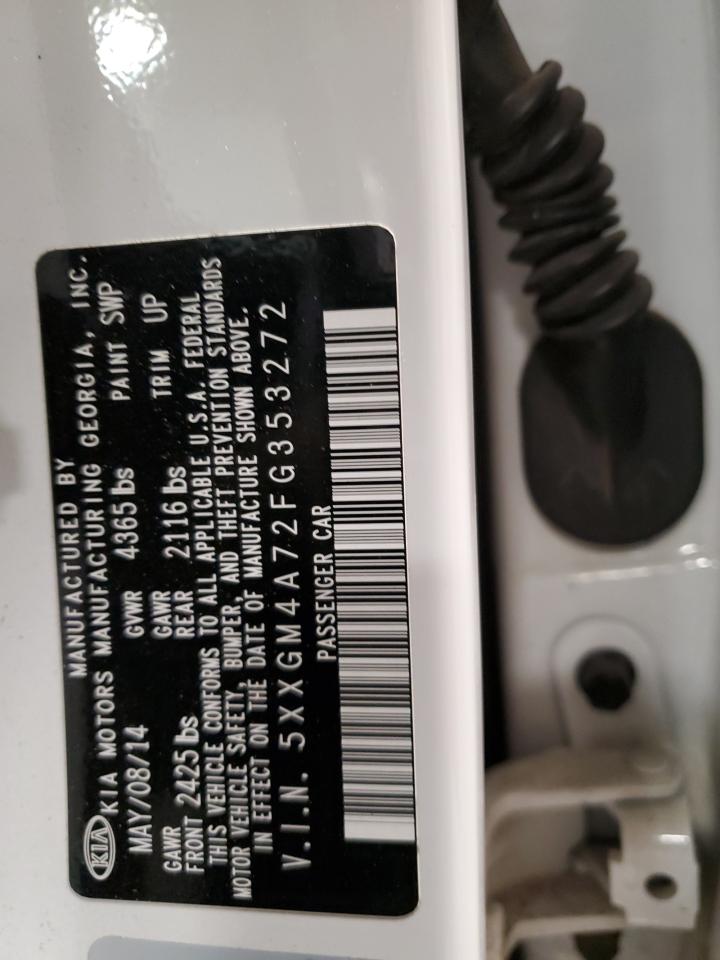 MANUFACTURED BY
KIA KIA MOTORS MANUFACTURING GEORGIA, INC.
MAY/08/14 GVWR 4365 lbs PAINT SWP
GAWR FRONT 2425 lbs GAWR REAR 2116 lbs TRIM UP
THIS VEHICLE CONFORMS TO ALL APPLICABLE U.S.A. FEDERAL
MOTOR VEHICLE SAFETY, BUMPER, AND THEFT PREVENTION STANDARDS
IN EFFECT ON THE DATE OF MANUFACTURE SHOWN ABOVE.
V.I.N. 5XXGM4A72FG353272
PASSENGER CAR